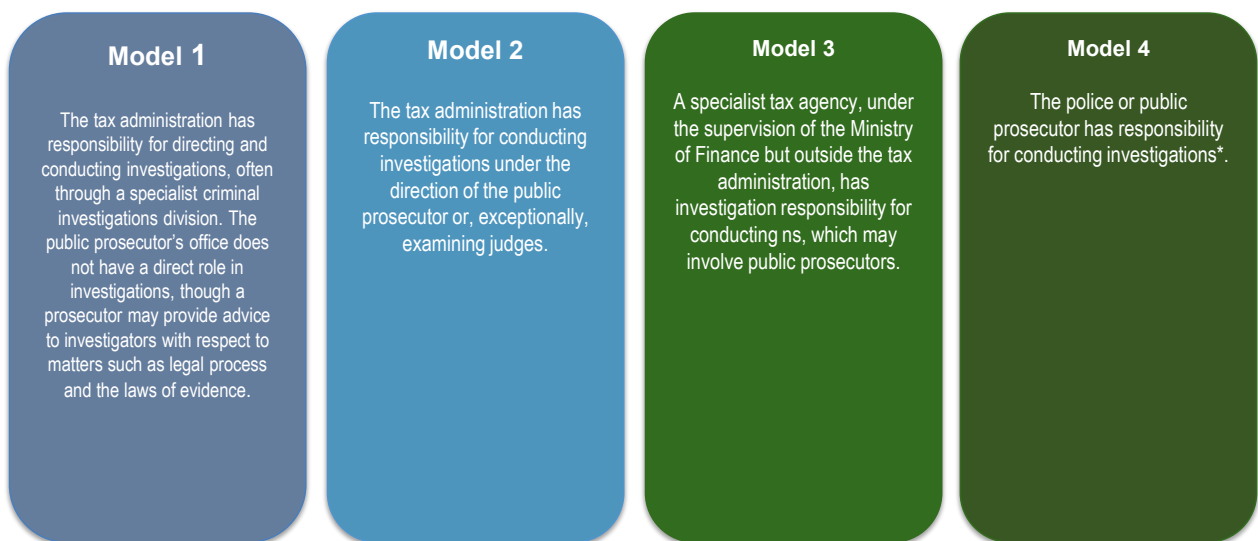 Model 1
The tax administration has
responsibility for directing and
conducting investigations, often
through a specialist criminal
investigations division. The
public prosecutor's office does
not have a direct role in
investigations, though a
prosecutor may provide advice
to investigators with respect to
matters such as legal process
and the laws of evidence.
Model 2
The tax administration has
responsibility for conducting
investigations under the
direction of the public
prosecutor or, exceptionally,
examining judges.
Model 3
A specialist tax agency, under
the supervision of the Ministry
of Finance but outside the tax
administration, has
investigation responsibility for
conducting ns, which may
involve public prosecutors.
Model 4
The police or public
prosecutor has responsibility
for conducting investigations*.